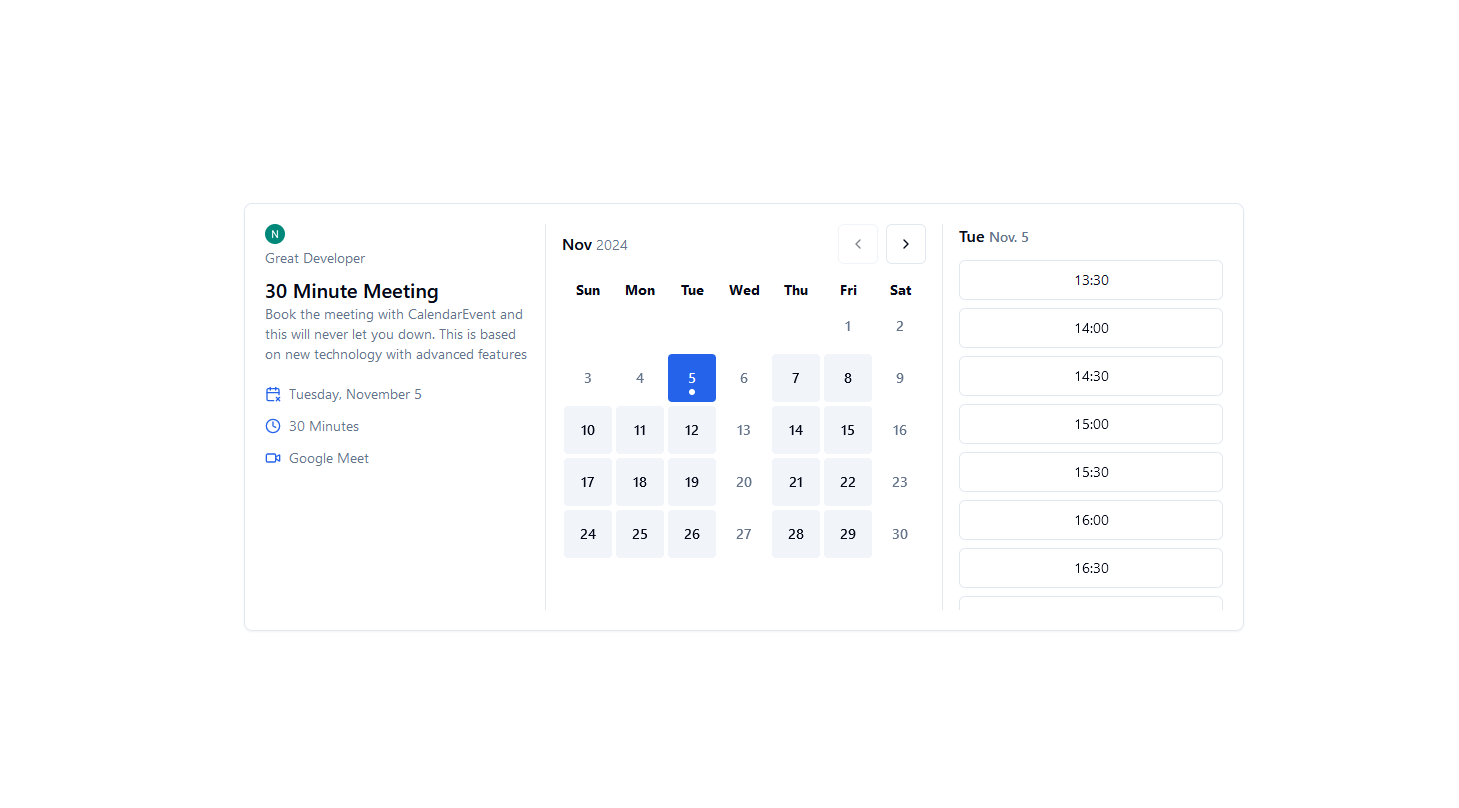 N
Great Developer
30 Minute Meeting
Book the meeting with CalendarEvent and
this will never let you down. This is based
on new technology with advanced features
Tuesday, November 5
30 Minutes
Google Meet
Nov 2024
Sun Mon Tue Wed Thu Fri Sat
1 2
3 4 5 6 7 8 9
10 11 12 13 14 15 16
17 18 19 20 21 22 23
24 25 26 27 28 29 30
Tue Nov. 5
13:30
14:00
14:30
15:00
15:30
16:00
16:30